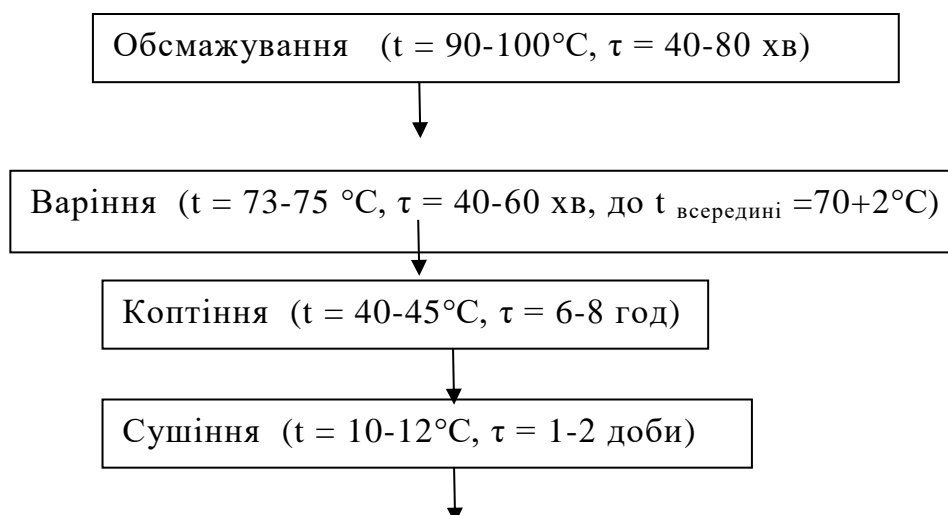 Обсмажування (t = 90-100°C, τ = 40-80 хв)
Варіння (t = 73-75 °C, τ = 40-60 хв, до t всередині =70+2°C)
Коптіння (t = 40-45°C, τ = 6-8 год)
Сушіння (t = 10-12°C, τ = 1-2 доби)